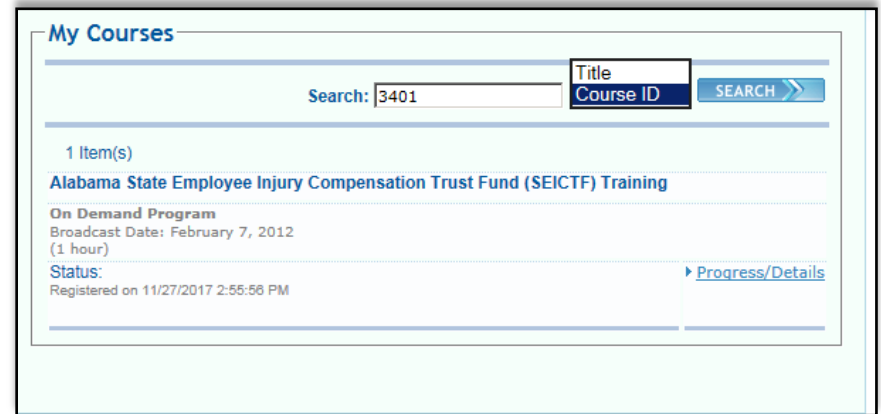 My Courses
Title
Search: 3401 Course ID SEARCH
1 Item(s)
Alabama State Employee Injury Compensation Trust Fund (SEICTF) Training
On Demand Program
Broadcast Date: February 7, 2012
(1 hour)
Status: Progress/Details
Registered on 11/27/2017 2:55:56 PM